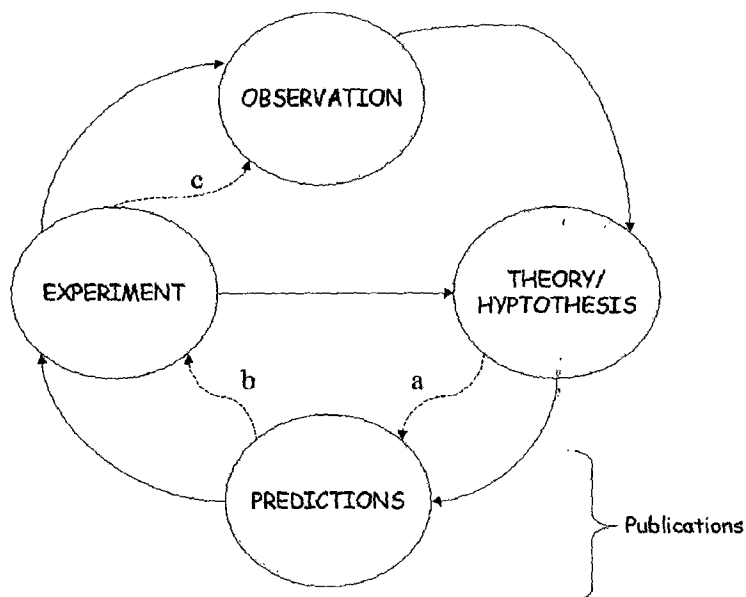 OBSERVATION
c
EXPERIMENT
THEORY/
HYPTOTHESIS
b
a
PREDICTIONS
Publications